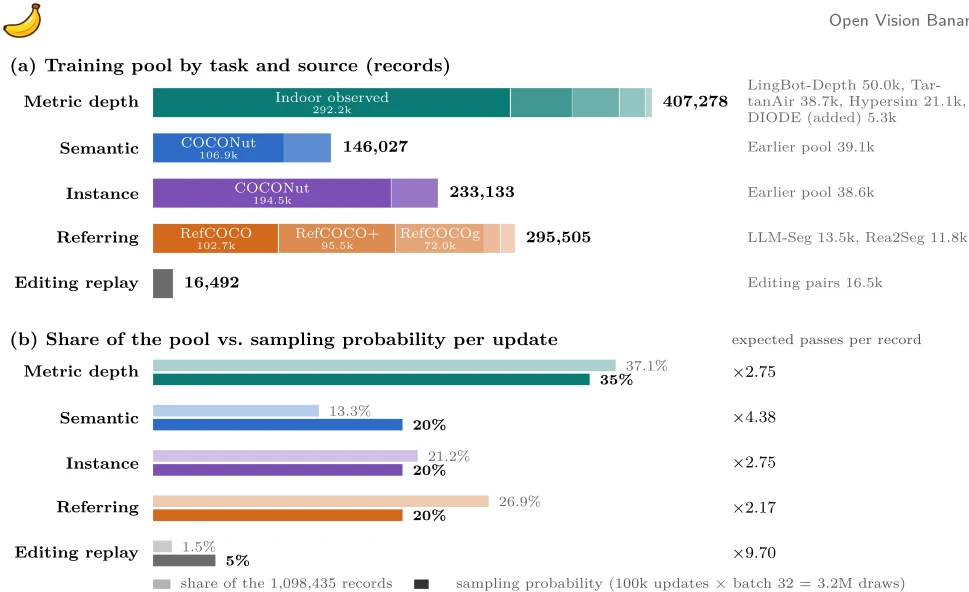 Open Vision Banar
(a) Training pool by task and source (records)
Metric depth
Indoor observed
292.2k
407,278
LingBot-Depth 50.0k, Tar-
tanAir 38.7k, Hypersim 21.1k,
DIODE (added) 5.3k
Semantic
COCONut
106.9k
146,027
Earlier pool 39.1k
Instance
COCONut
194.5k
233,133
Earlier pool 38.6k
Referring
RefCOCO
102.7k
RefCOCO+
95.5k
RefCOCOg
72.0k
295,505
LLM-Seg 13.5k, Rea2Seg 11.8k
Editing replay
16,492
Editing pairs 16.5k
(b) Share of the pool vs. sampling probability per update
expected passes per record
Metric depth
37.1%
35%
×2.75
Semantic
13.3%
20%
×4.38
Instance
21.2%
20%
×2.75
Referring
26.9%
20%
×2.17
Editing replay
1.5%
5%
×9.70
share of the 1,098,435 records
sampling probability (100k updates × batch 32 = 3.2M draws)